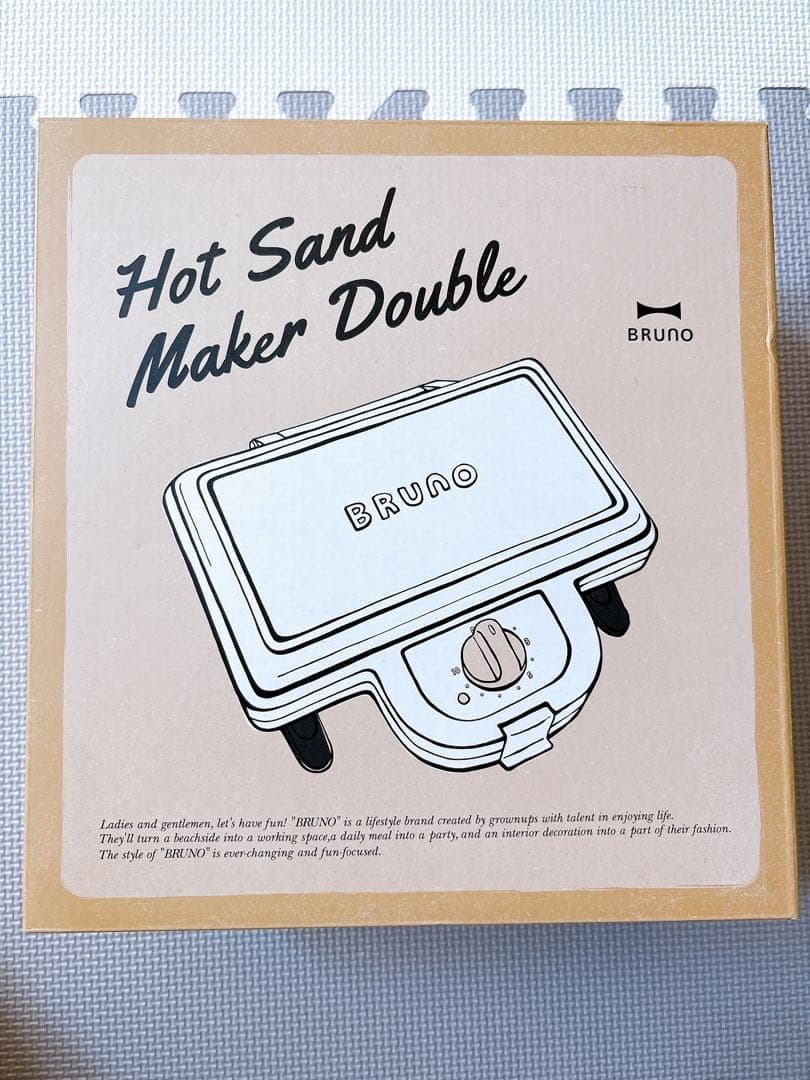 Hot Sand
Maker Double
BRUNO
BRUNO
Ladies and gentlemen, let's have fun! "BRUNO" is a lifestyle brand created by grownups with talent in enjoying life.
They'll turn a beachside into a working space,a daily meal into a party, and an interior decoration into a part of their fashion.
The style of "BRUNO" is ever-changing and fun-focused.